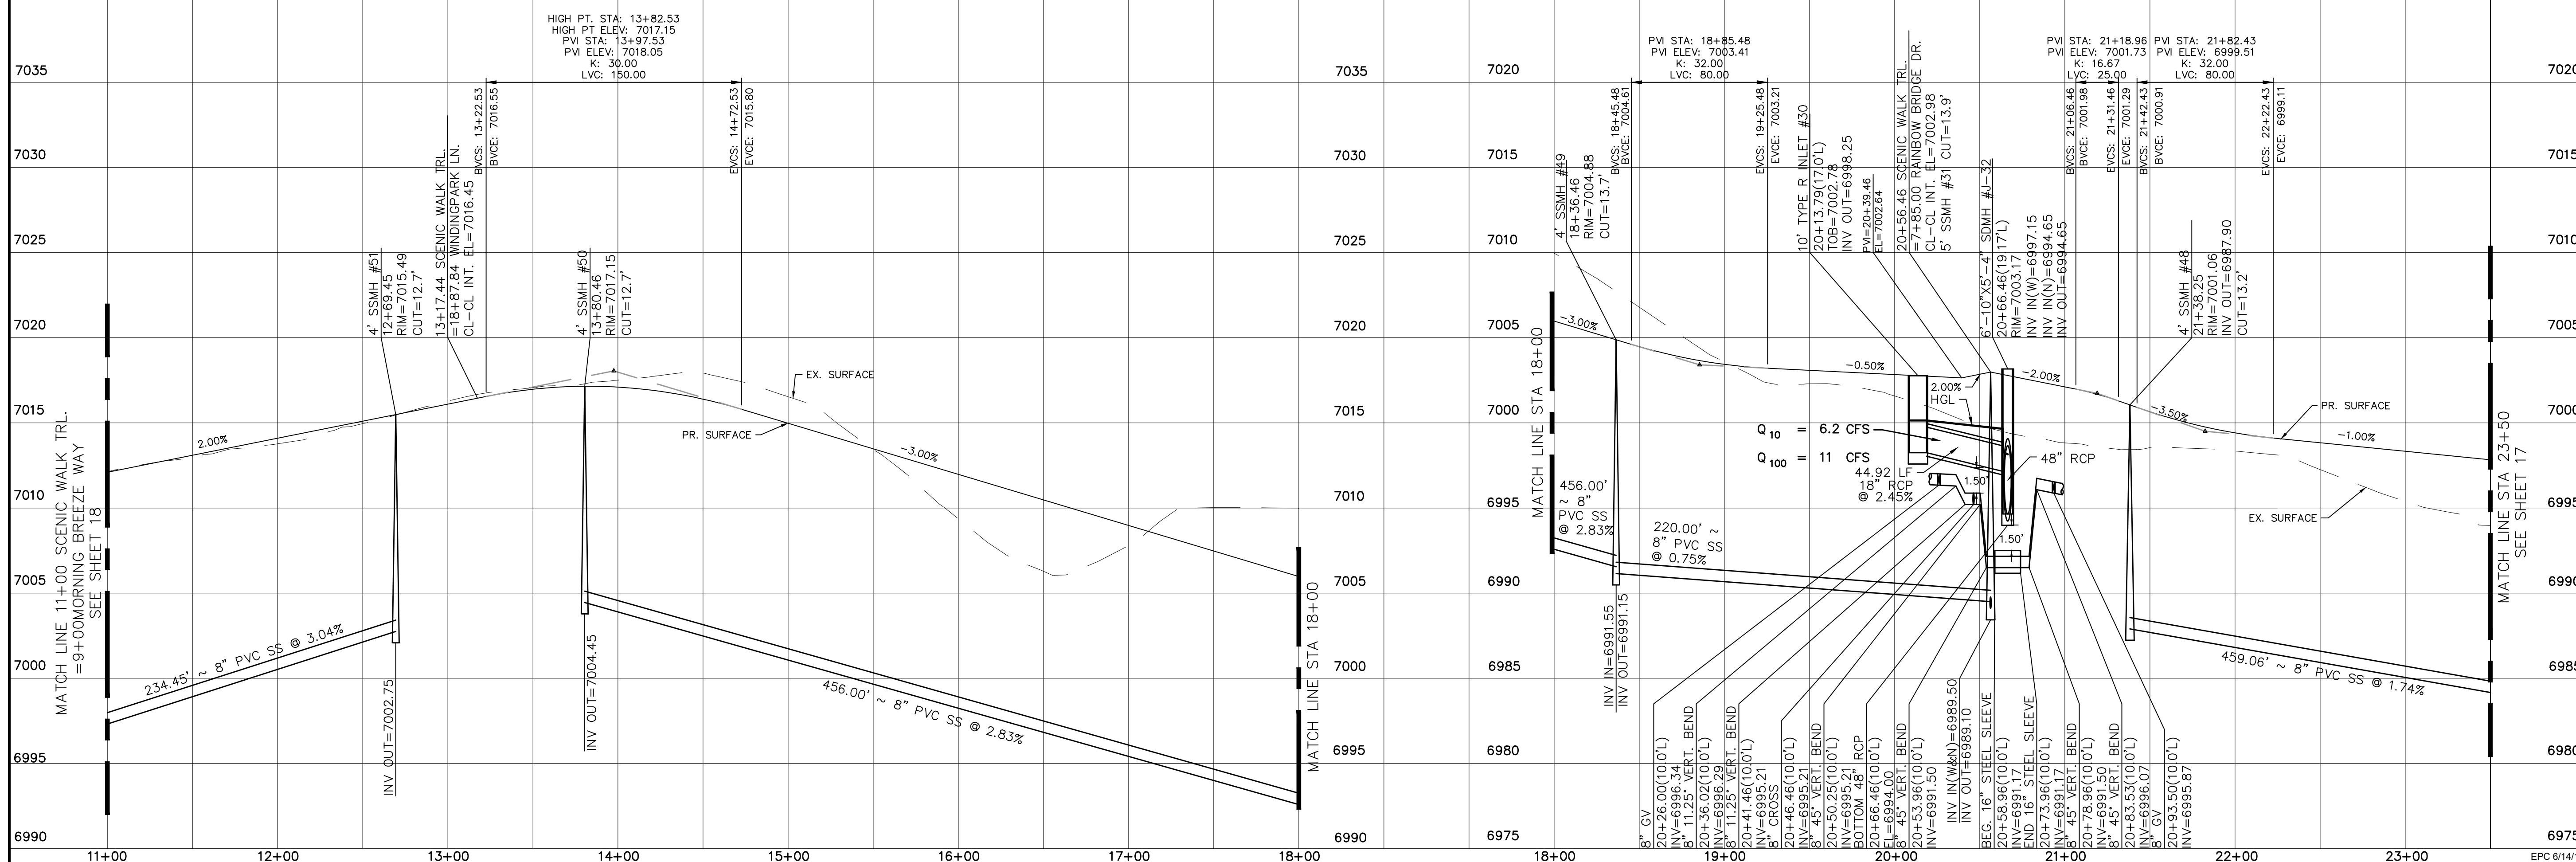 HIGH PT. STA: 13+82.53
HIGH PT ELEV: 7017.15
PVI STA: 13+97.53
PVI ELEV: 7018.05
K: 30.00
LVC: 150.00
BVCS: 13+22.53
BVCE: 7016.55
EVCS: 14+72.53
EVCE: 7015.80
7035
7030
7025
7020
7015
7010
7005
7000
6995
6990
4' SSMH #51
12+69.45
RIM=7015.49
CUT=12.7'
13+17.44 SCENIC WALK TRL.
=18+87.84 WINDINGPARK LN.
CL-CL INT. EL=7016.45
4' SSMH #50
13+80.46
RIM=7017.15
CUT=12.7'
2.00%
EX. SURFACE
PR. SURFACE
-3.00%
MATCH LINE 11+00 SCENIC WALK TRL.
=9+00MORNING BREEZE WAY
SEE SHEET 18
234.45' ~ 8" PVC SS @ 3.04%
INV OUT=7002.75
INV OUT=7004.45
456.00' ~ 8" PVC SS @ 2.83%
MATCH LINE STA 18+00
7035
7030
7025
7020
7015
7010
7005
7000
6995
6990
11+00
12+00
13+00
14+00
15+00
16+00
17+00
18+00
7020
7015
7010
7005
7000
6995
6990
6985
6980
6975
MATCH LINE STA 18+00
PVI STA: 18+85.48
PVI ELEV: 7003.41
K: 32.00
LVC: 80.00
BVCS: 18+45.48
BVCE: 7004.61
EVCS: 19+25.48
EVCE: 7003.21
4' SSMH #49
18+36.46
RIM=7004.88
CUT=13.7'
10' TYPE R INLET #30
20+13.79(17.0'L)
TOB=7002.78
INV OUT=6998.25
PVI=20+39.46
EL=7002.64
20+56.46 SCENIC WALK TRL.
=7+85.00 RAINBOW BRIDGE DR.
CL-CL INT. EL=7002.98
5' SSMH #31 CUT=13.9'
6'-10"X5'-4" SDMH #J-32
20+66.46(19.17'L)
RIM=7003.17
INV IN(W)=6997.15
INV IN(N)=6994.65
INV OUT=6994.65
PVI STA: 21+18.96
PVI ELEV: 7001.73
K: 16.67
LVC: 25.00
PVI STA: 21+82.43
PVI ELEV: 6999.51
K: 32.00
LVC: 80.00
BVCS: 21+06.46
BVCE: 7001.98
EVCS: 21+31.46
EVCE: 7001.29
BVCS: 21+42.43
BVCE: 7000.91
EVCS: 22+22.43
EVCE: 6999.11
4' SSMH #48
21+38.25
RIM=7001.06
INV OUT=6987.90
CUT=13.2'
-3.00%
-0.50%
2.00%
HGL
-2.00%
-3.50%
PR. SURFACE
-1.00%
EX. SURFACE
Q10 = 6.2 CFS
Q100 = 11 CFS
44.92 LF
18" RCP
@ 2.45%
1.50'
48" RCP
1.50'
456.00'
~ 8"
PVC SS
@ 2.83%
220.00' ~
8" PVC SS
@ 0.75%
INV IN=6991.55
INV OUT=6991.15
459.06' ~ 8" PVC SS @ 1.74%
8" GV
20+26.00(10.0'L)
INV=6996.34
8" 11.25° VERT. BEND
20+36.02(10.0'L)
INV=6996.29
8" 11.25° VERT. BEND
20+41.46(10.0'L)
INV=6995.21
8" CROSS
20+46.46(10.0'L)
INV=6995.21
8" 45° VERT. BEND
20+50.25(10.0'L)
INV=6995.21
BOTTOM 48" RCP
20+66.46(10.0'L)
EL=6994.00
8" 45° VERT. BEND
20+53.96(10.0'L)
INV=6991.50
INV IN(W&N)=6989.50
INV OUT=6989.10
BEG. 16" STEEL SLEEVE
20+58.96(10.0'L)
INV=6991.17
END 16" STEEL SLEEVE
20+73.96(10.0'L)
INV=6991.17
8" 45° VERT. BEND
20+78.96(10.0'L)
INV=6991.50
8" 45° VERT. BEND
20+83.53(10.0'L)
INV=6996.07
8" GV
20+93.50(10.0'L)
INV=6995.87
MATCH LINE STA 23+50
SEE SHEET 17
18+00
19+00
20+00
21+00
22+00
23+00
EPC 6/14/